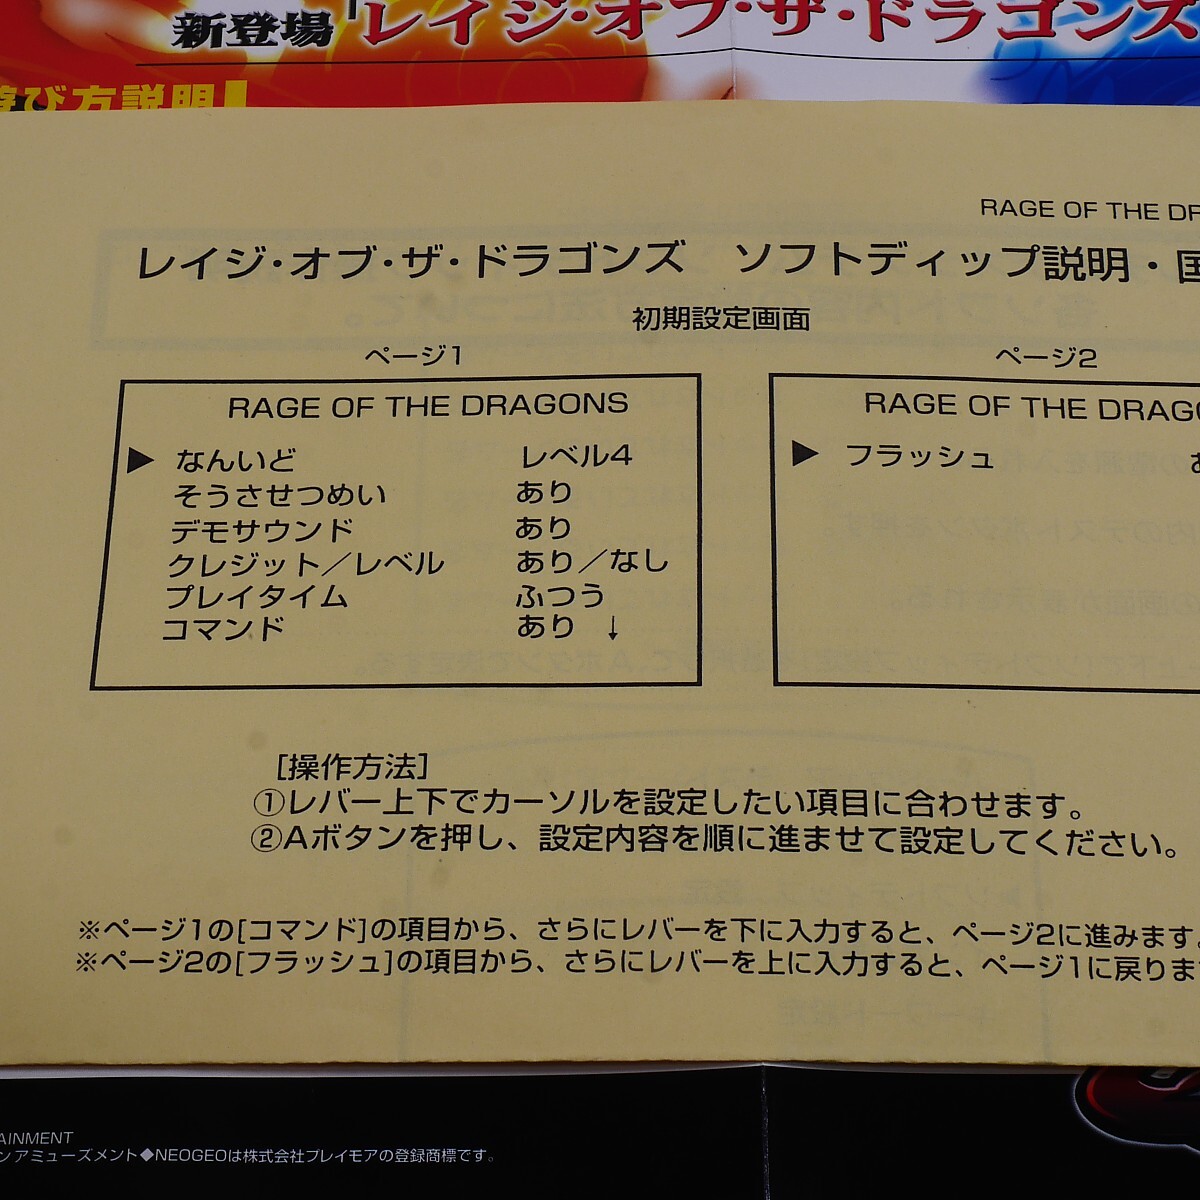 新登場「レイジ・オブ・ザ・ドラゴンズ
び方説明
RAGE OF THE DR
レイジ・オブ・ザ・ドラゴンズ　ソフトディップ説明・国
初期設定画面
ページ1
RAGE OF THE DRAGONS
▶ なんいど　レベル4
そうさせつめい　あり
デモサウンド　あり
クレジット／レベル　あり／なし
プレイタイム　ふつう
コマンド　あり ↓
ページ2
RAGE OF THE DRAGO
▶ フラッシュ　あ
[操作方法]
①レバー上下でカーソルを設定したい項目に合わせます。
②Aボタンを押し、設定内容を順に進ませて設定してください。
※ページ1の[コマンド]の項目から、さらにレバーを下に入力すると、ページ2に進みます。
※ページ2の[フラッシュ]の項目から、さらにレバーを上に入力すると、ページ1に戻りま
AINMENT
ンアミューズメント◆NEOGEOは株式会社プレイモアの登録商標です。